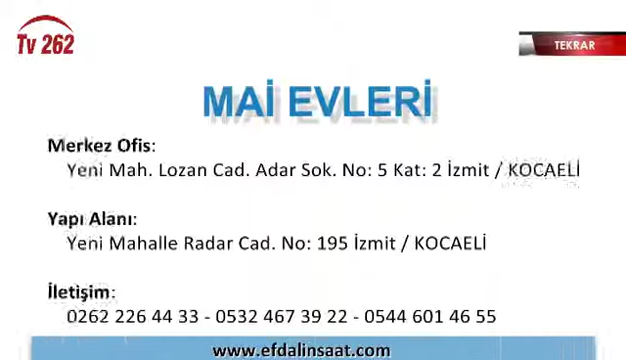 Tv 262
TEKRAR
MAİ EVLERİ
Merkez Ofis:
Yeni Mah. Lozan Cad. Adar Sok. No: 5 Kat: 2 İzmit / KOCAELİ
Yapı Alanı:
Yeni Mahalle Radar Cad. No: 195 İzmit / KOCAELİ
İletişim:
0262 226 44 33 - 0532 467 39 22 - 0544 601 46 55
www.efdalinsaat.com